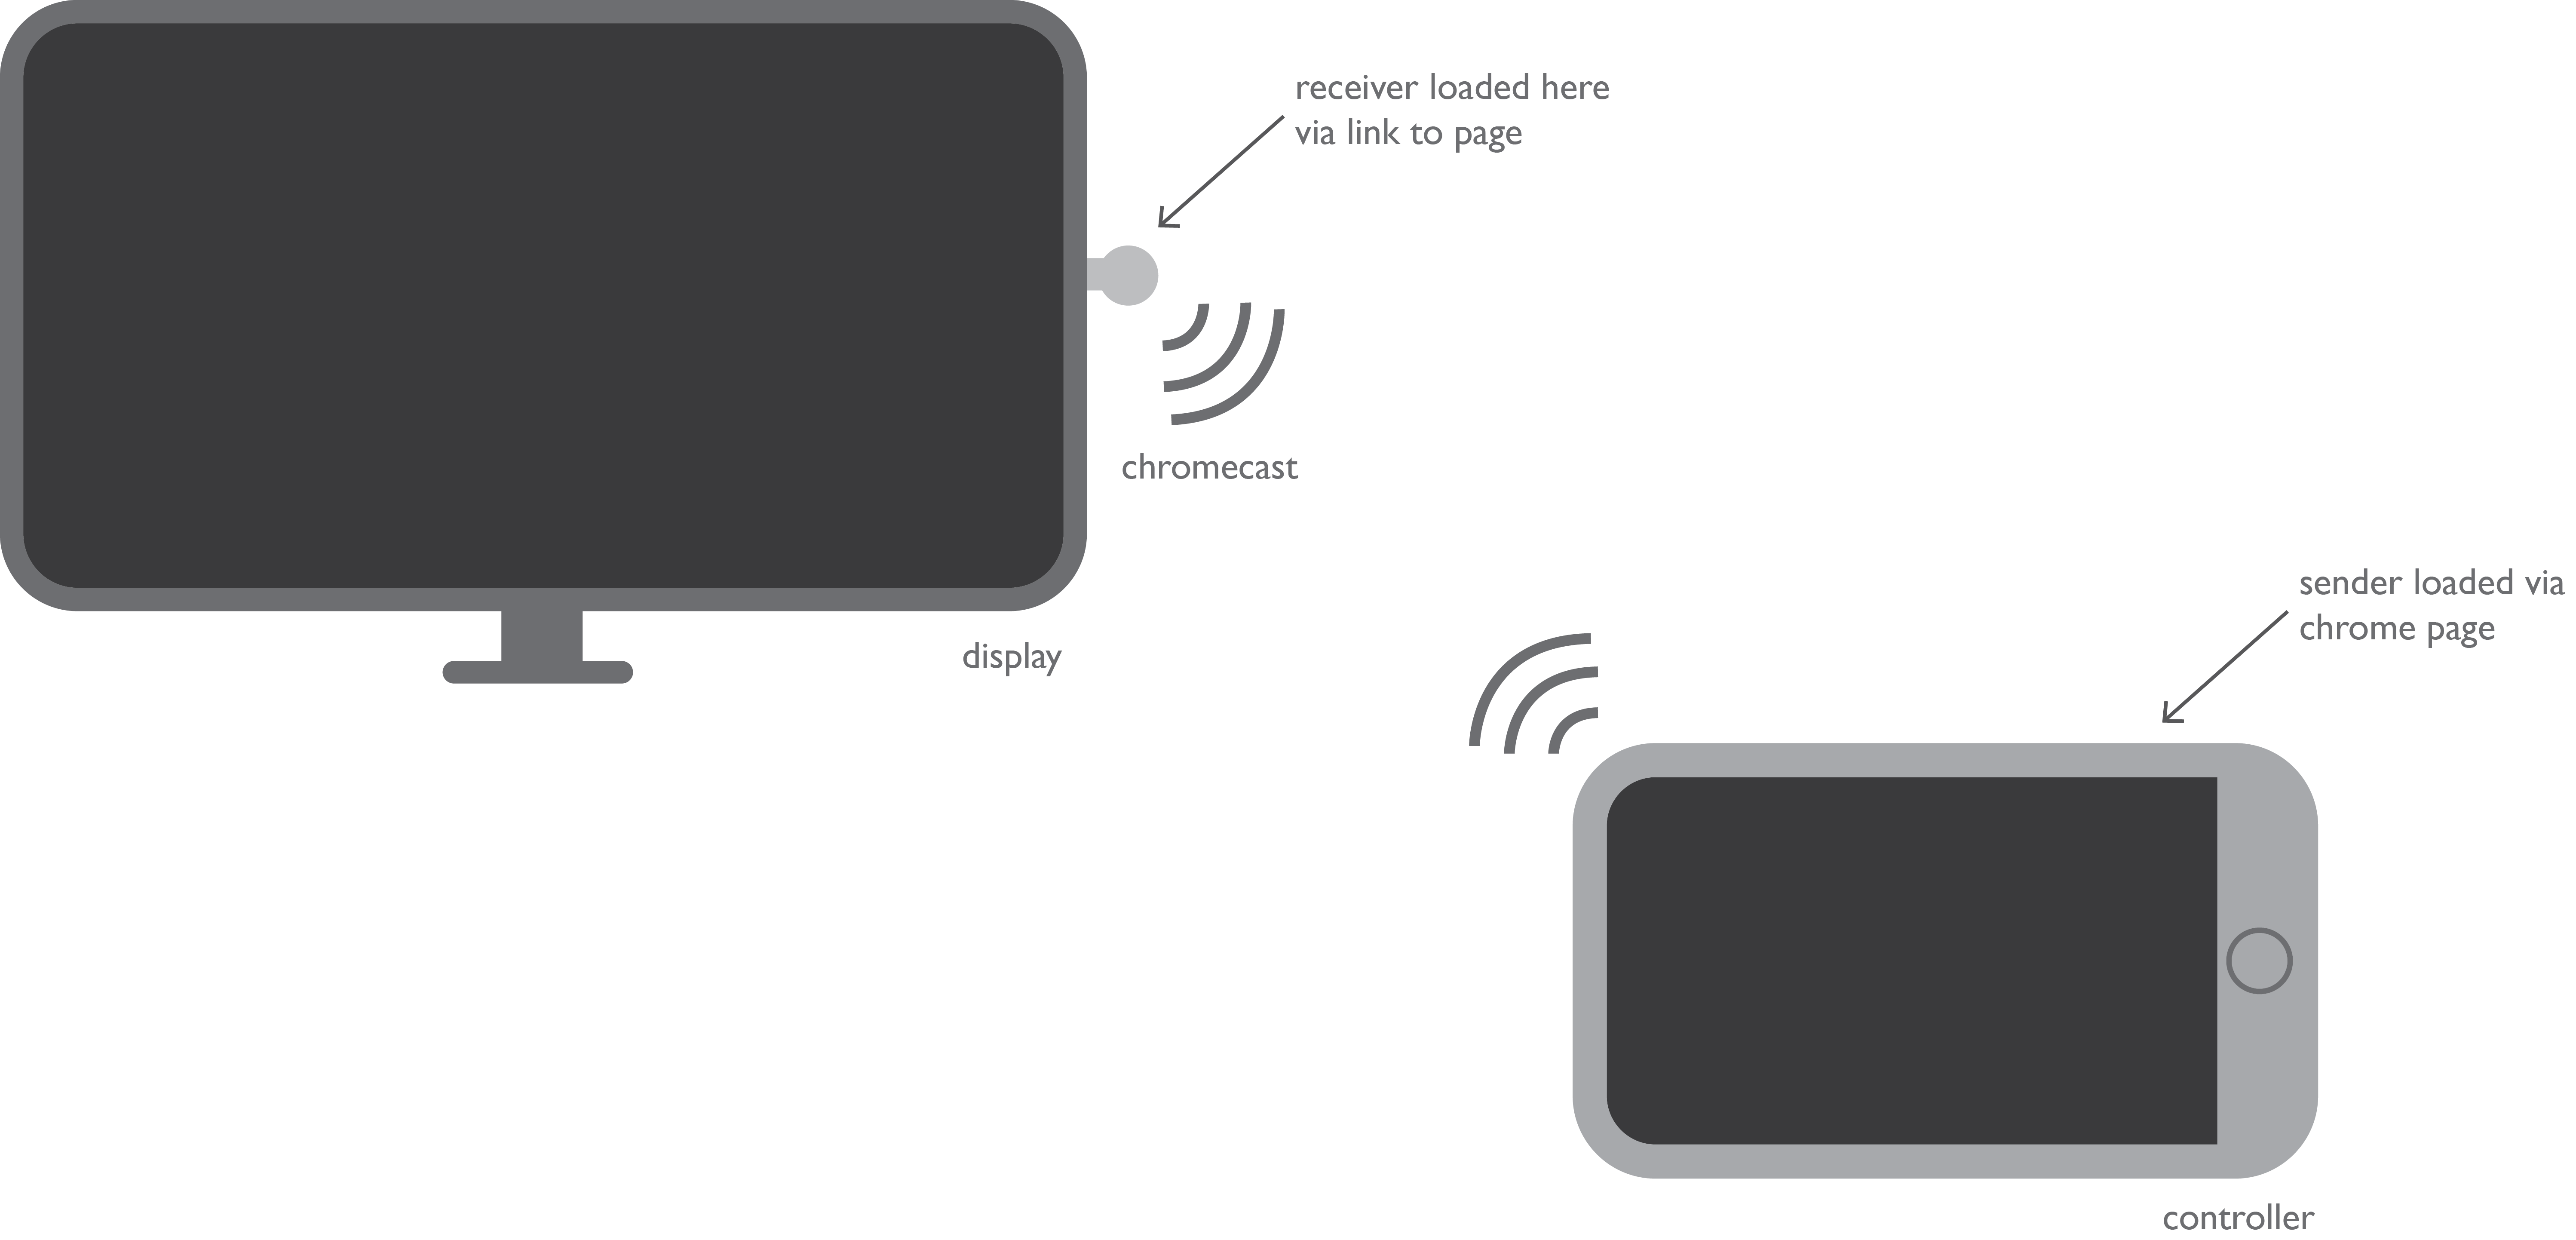 receiver loaded here
via link to page
chromecast
display
sender loaded via
chrome page
controller